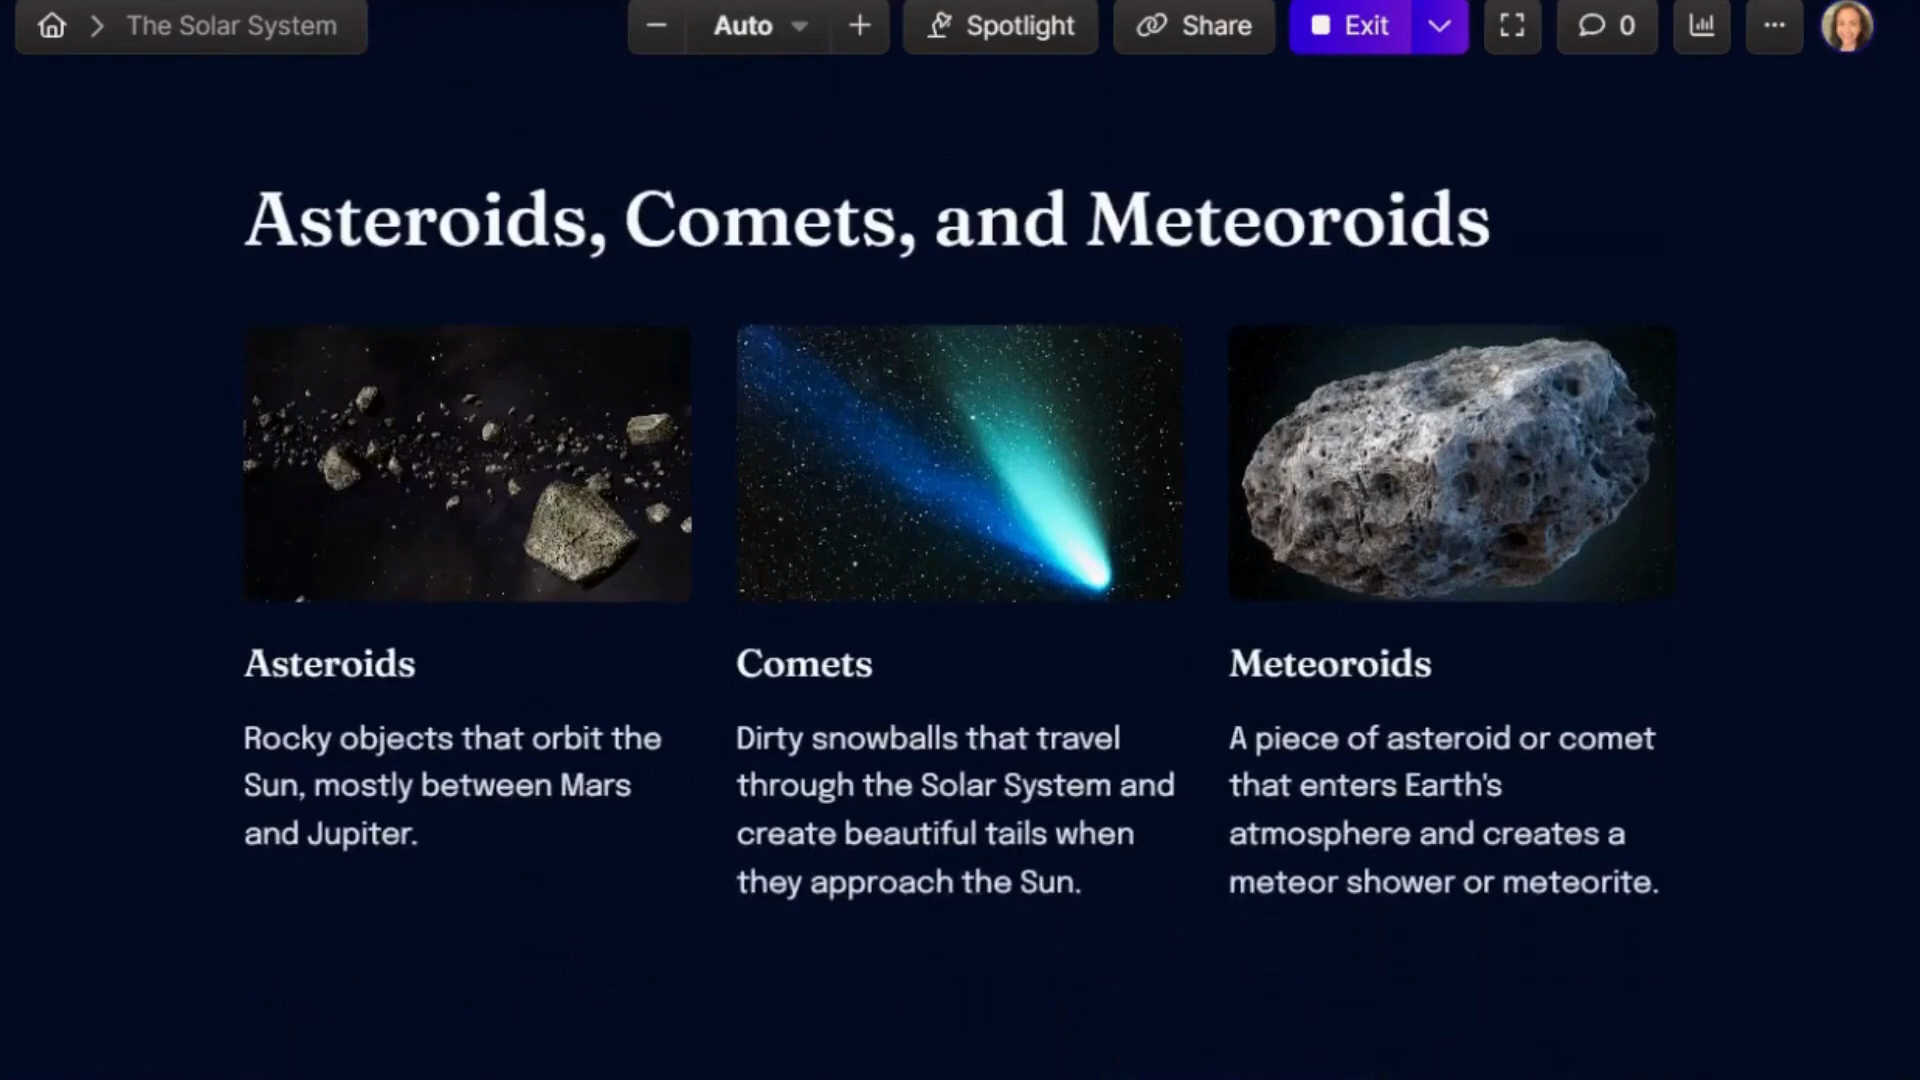 The Solar System
Auto
Spotlight
Share
Exit
0
Asteroids, Comets, and Meteoroids
Asteroids
Rocky objects that orbit the
Sun, mostly between Mars
and Jupiter.
Comets
Dirty snowballs that travel
through the Solar System and
create beautiful tails when
they approach the Sun.
Meteoroids
A piece of asteroid or comet
that enters Earth's
atmosphere and creates a
meteor shower or meteorite.